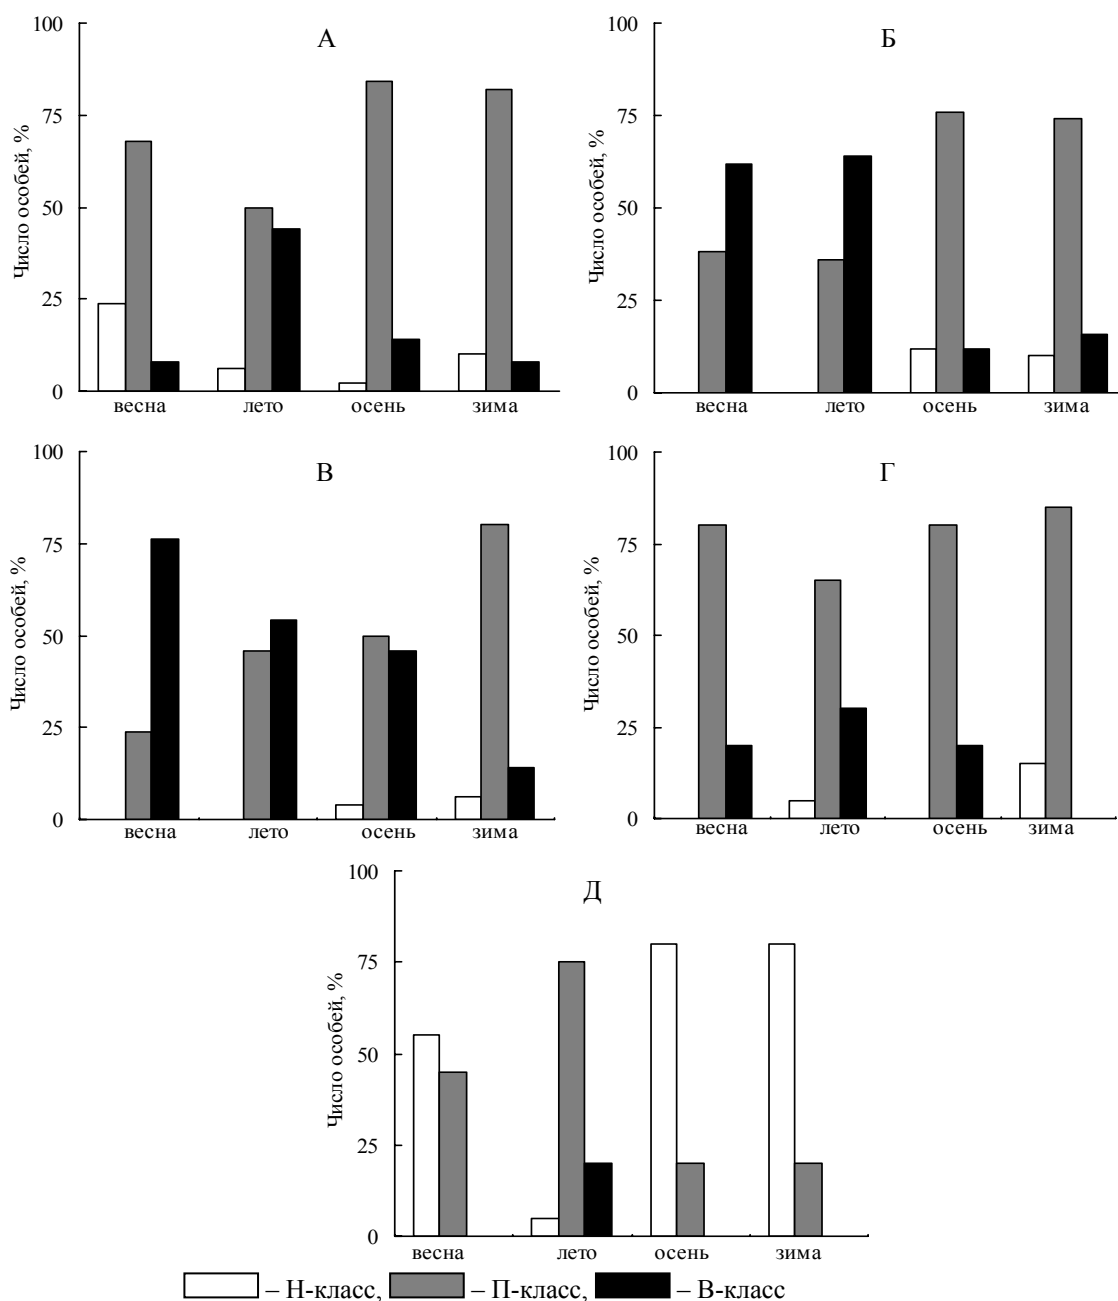 А
Число особей, %
100
75
50
25
0
весна лето осень зима
Б
Число особей, %
100
75
50
25
0
весна лето осень зима
В
Число особей, %
100
75
50
25
0
весна лето осень зима
Г
Число особей, %
100
75
50
25
0
весна лето осень зима
Д
Число особей, %
100
75
50
25
0
весна лето осень зима
– Н-класс, – П-класс, – В-класс